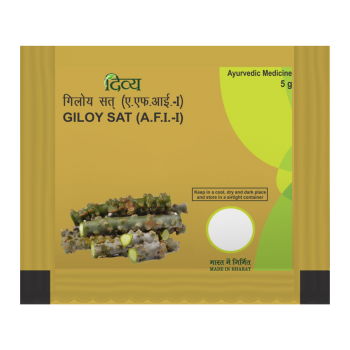 दिव्य
गिलोय सत् (ए.एफ.आई.-I)
GILOY SAT (A.F.I.-I)
Ayurvedic Medicine
5 g
Keep in a cool, dry and dark place
and store in a airtight container
भारत में निर्मित
MADE IN BHARAT